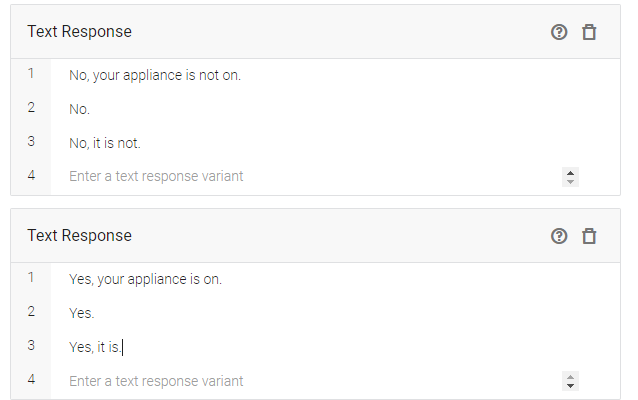 Text Response
1 No, your appliance is not on.
2 No.
3 No, it is not.
4 Enter a text response variant
Text Response
1 Yes, your appliance is on.
2 Yes.
3 Yes, it is.
4 Enter a text response variant